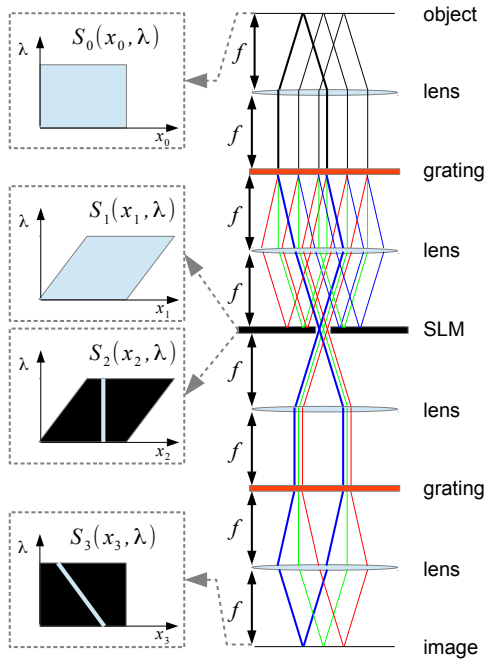 object
λ
S₀(x₀, λ)
x₀
f
lens
f
grating
λ
S₁(x₁, λ)
x₁
f
lens
f
SLM
λ
S₂(x₂, λ)
x₂
f
lens
f
grating
λ
S₃(x₃, λ)
x₃
f
lens
f
image